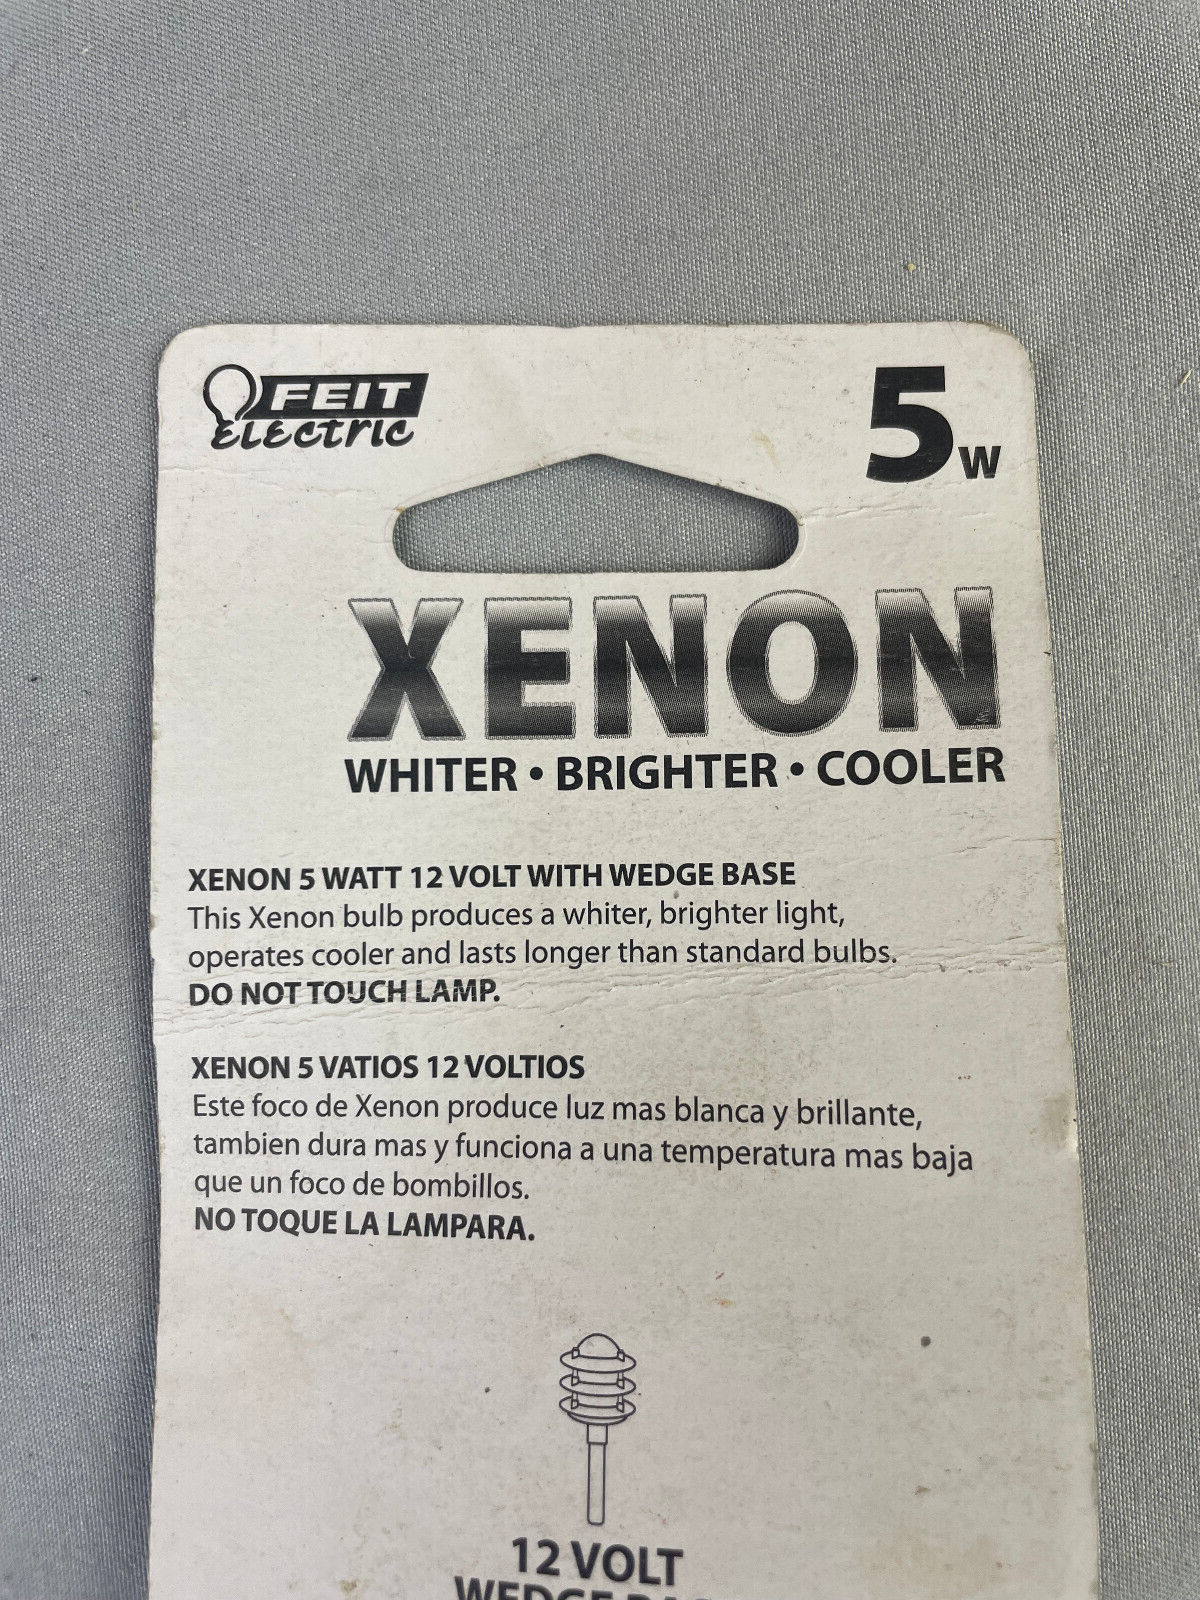 FEIT
ELECTRIC
5W
XENON
WHITER • BRIGHTER • COOLER
XENON 5 WATT 12 VOLT WITH WEDGE BASE
This Xenon bulb produces a whiter, brighter light,
operates cooler and lasts longer than standard bulbs.
DO NOT TOUCH LAMP.
XENON 5 VATIOS 12 VOLTIOS
Este foco de Xenon produce luz mas blanca y brillante,
tambien dura mas y funciona a una temperatura mas baja
que un foco de bombillos.
NO TOQUE LA LAMPARA.
12 VOLT
WEDGE